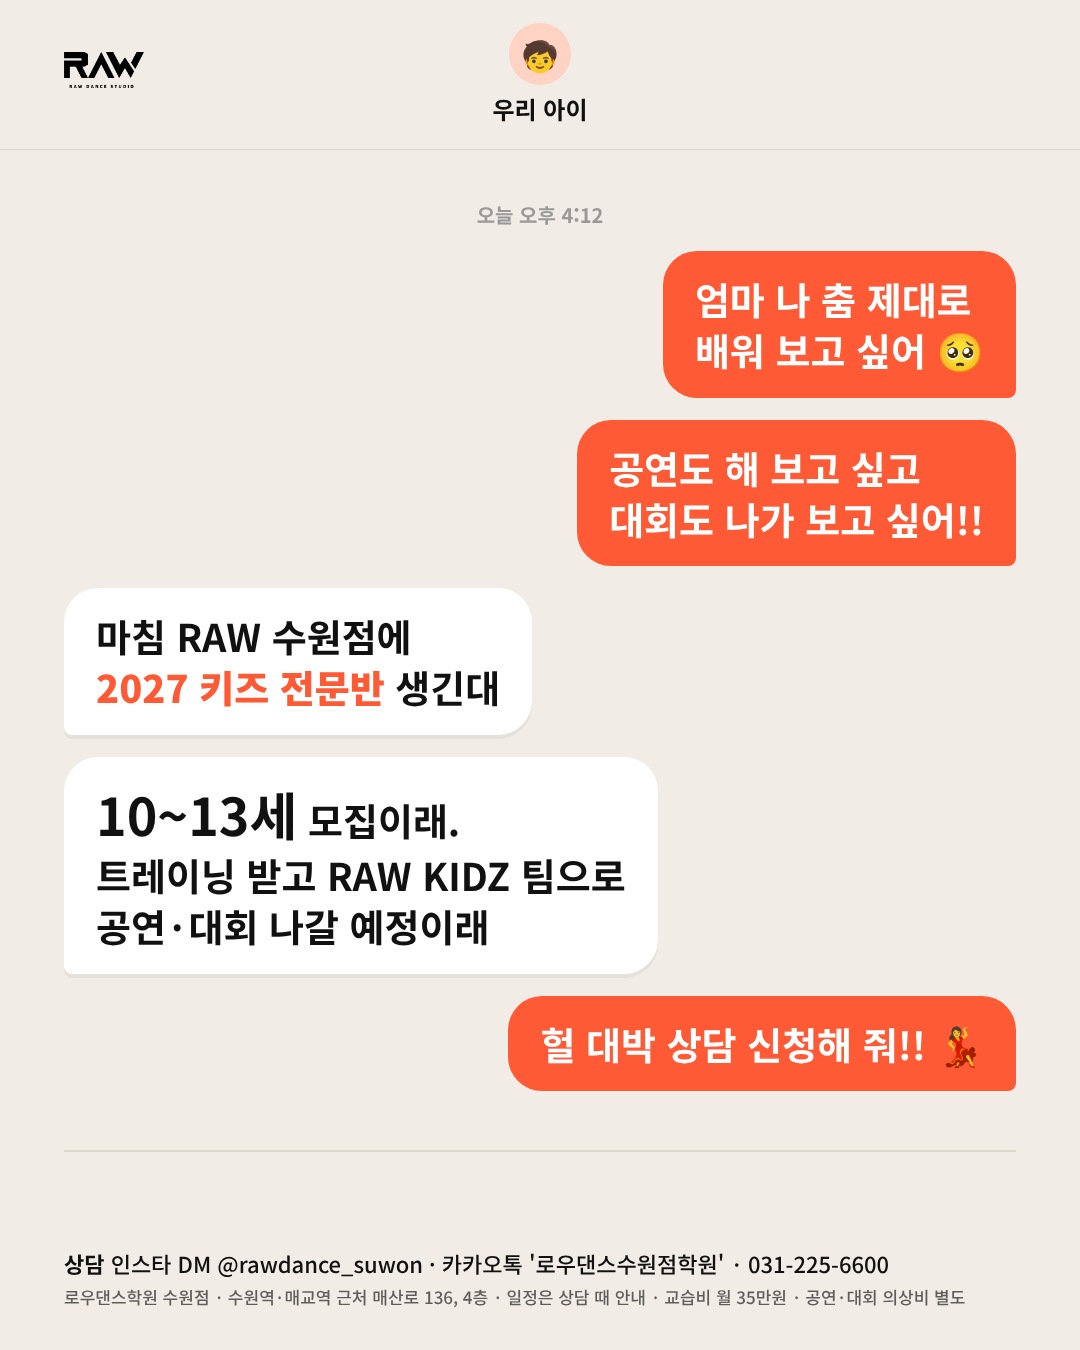 RAW
RAW DANCE STUDIO
우리 아이
오늘 오후 4:12
엄마 나 춤 제대로
배워 보고 싶어 🥺
공연도 해 보고 싶고
대회도 나가 보고 싶어!!
마침 RAW 수원점에
2027 키즈 전문반 생긴대
10~13세 모집이래.
트레이닝 받고 RAW KIDZ 팀으로
공연·대회 나갈 예정이래
헐 대박 상담 신청해 줘!! 💃
상담 인스타 DM @rawdance_suwon · 카카오톡 '로우댄스수원점학원' · 031-225-6600
로우댄스학원 수원점 · 수원역·매교역 근처 매산로 136, 4층 · 일정은 상담 때 안내 · 교습비 월 35만원 · 공연·대회 의상비 별도